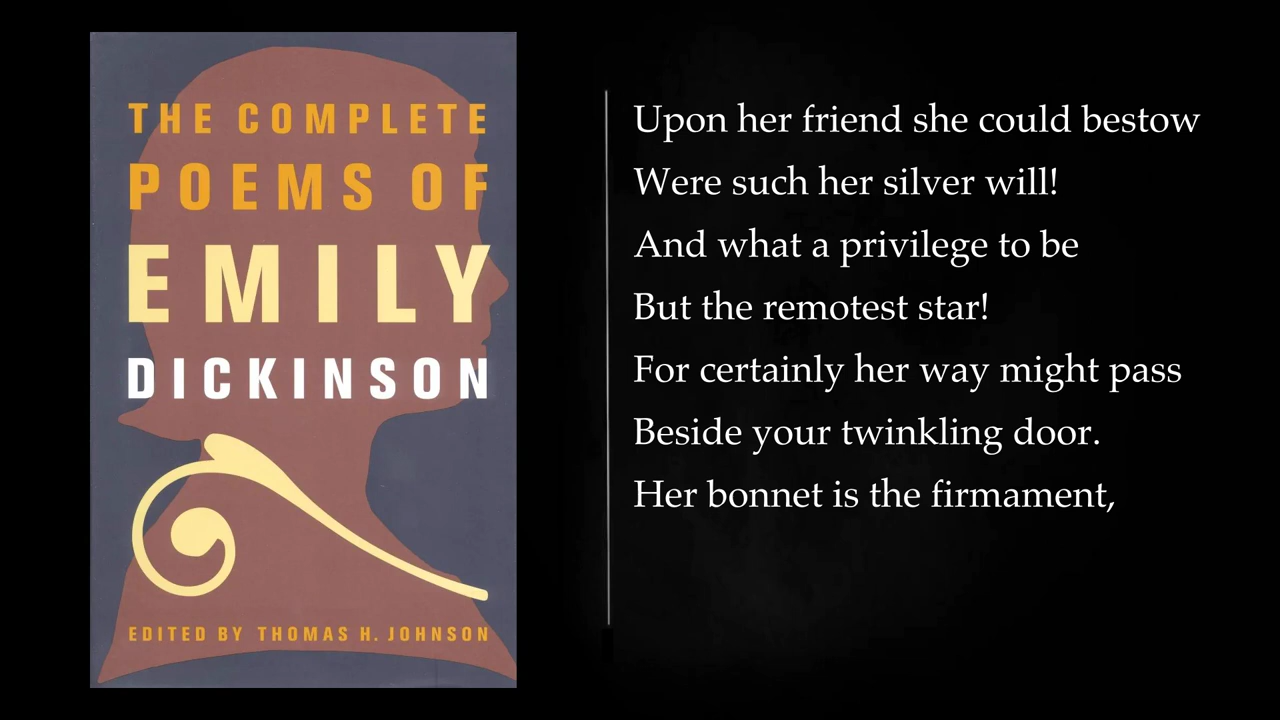 THE COMPLETE
POEMS OF
EMILY
DICKINSON
EDITED BY THOMAS H. JOHNSON
Upon her friend she could bestow
Were such her silver will!
And what a privilege to be
But the remotest star!
For certainly her way might pass
Beside your twinkling door.
Her bonnet is the firmament,